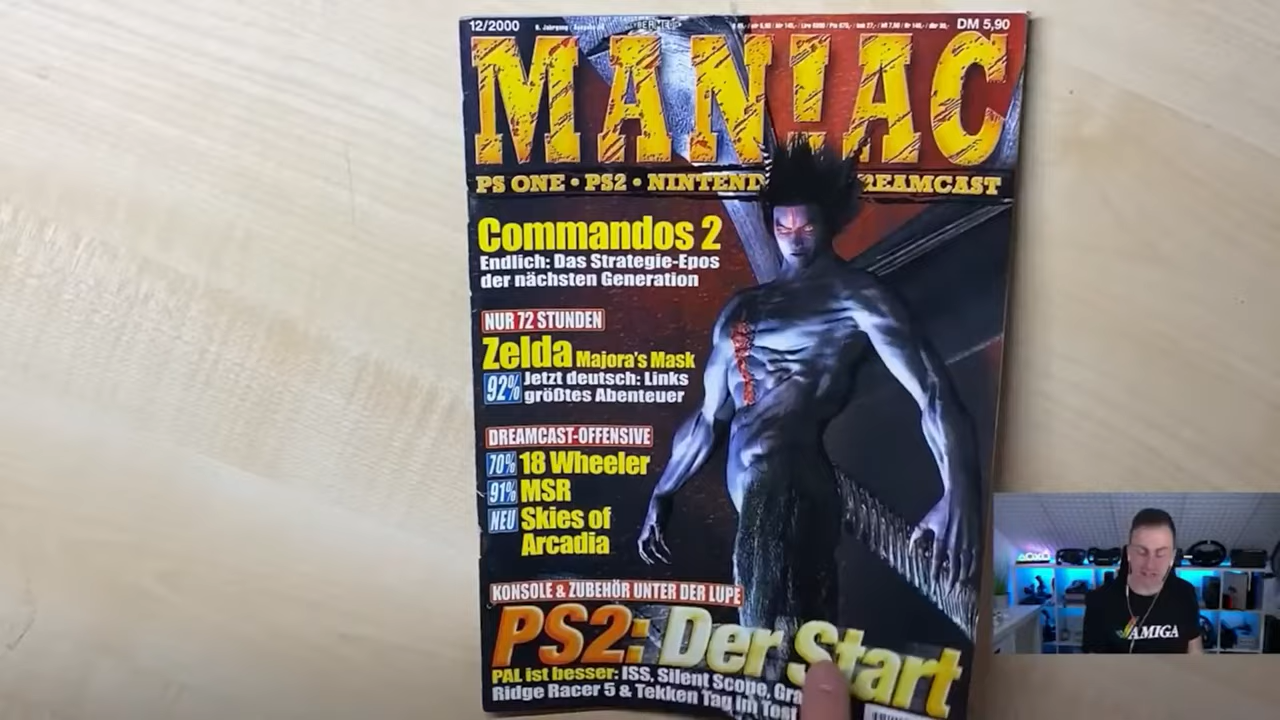 12/2000
DM 5,90
MAN!AC
PS ONE • PS2 • NINTEND REAMCAST
Commandos 2
Endlich: Das Strategie-Epos
der nächsten Generation
NUR 72 STUNDEN
Zelda Majora's Mask
92% Jetzt deutsch: Links
größtes Abenteuer
DREAMCAST-OFFENSIVE
70% 18 Wheeler
91% MSR
NEU Skies of
Arcadia
KONSOLE & ZUBEHÖR UNTER DER LUPE
PS2: Der Start
PAL ist besser: ISS, Silent Scope, Gra
Ridge Racer 5 & Tekken Tag im Test
AMIGA